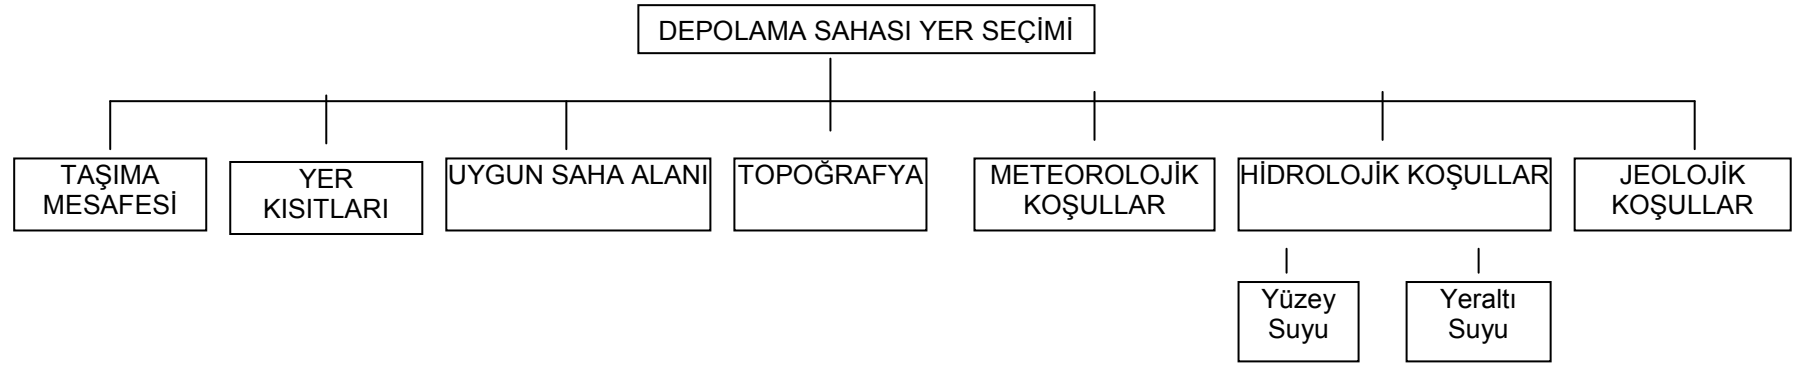 DEPOLAMA SAHASI YER SEÇİMİ
TAŞIMA
MESAFESİ
YER
KISITLARI
UYGUN SAHA ALANI
TOPOĞRAFYA
METEOROLOJİK
KOŞULLAR
HİDROLOJİK KOŞULLAR
JEOLOJİK
KOŞULLAR
Yüzey
Suyu
Yeraltı
Suyu